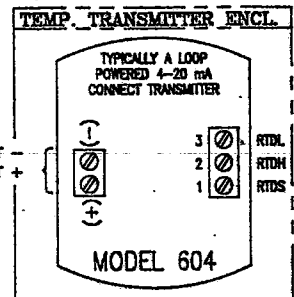 TEMP. TRANSMITTER ENCL.
TYPICALLY A LOOP
POWERED 4-20 mA
CONNECT TRANSMITTER
(-)
3 RTDL
2 RTDH
+
1 RTDS
(+)
MODEL 604